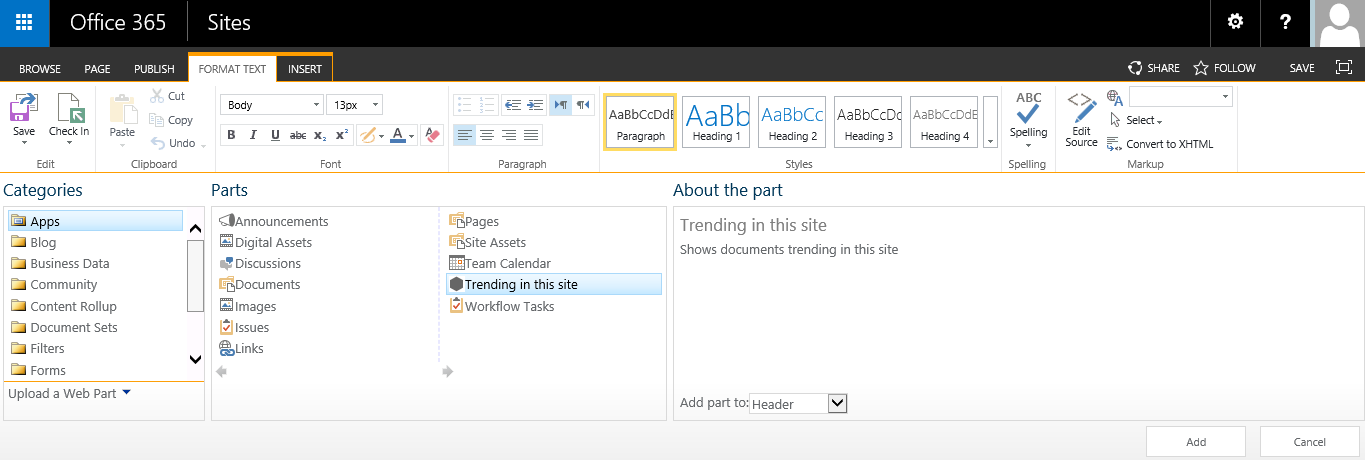 Office 365 Sites ?
BROWSE PAGE PUBLISH FORMAT TEXT INSERT SHARE FOLLOW SAVE
Save
Check In
Paste
Cut
Copy
Undo
Body 13px
B I U abc x₂ x² A
AaBbCcDdE AaBb AaBbCc AaBbCcDc AaBbCcDdE
Paragraph Heading 1 Heading 2 Heading 3 Heading 4
ABC
Spelling
Edit
Source
Select
Convert to XHTML
Edit Clipboard Font Paragraph Styles Spelling Markup
Categories
Apps
Blog
Business Data
Community
Content Rollup
Document Sets
Filters
Forms
Upload a Web Part
Parts
Announcements
Digital Assets
Discussions
Documents
Images
Issues
Links
Pages
Site Assets
Team Calendar
Trending in this site
Workflow Tasks
About the part
Trending in this site
Shows documents trending in this site
Add part to: Header
Add Cancel